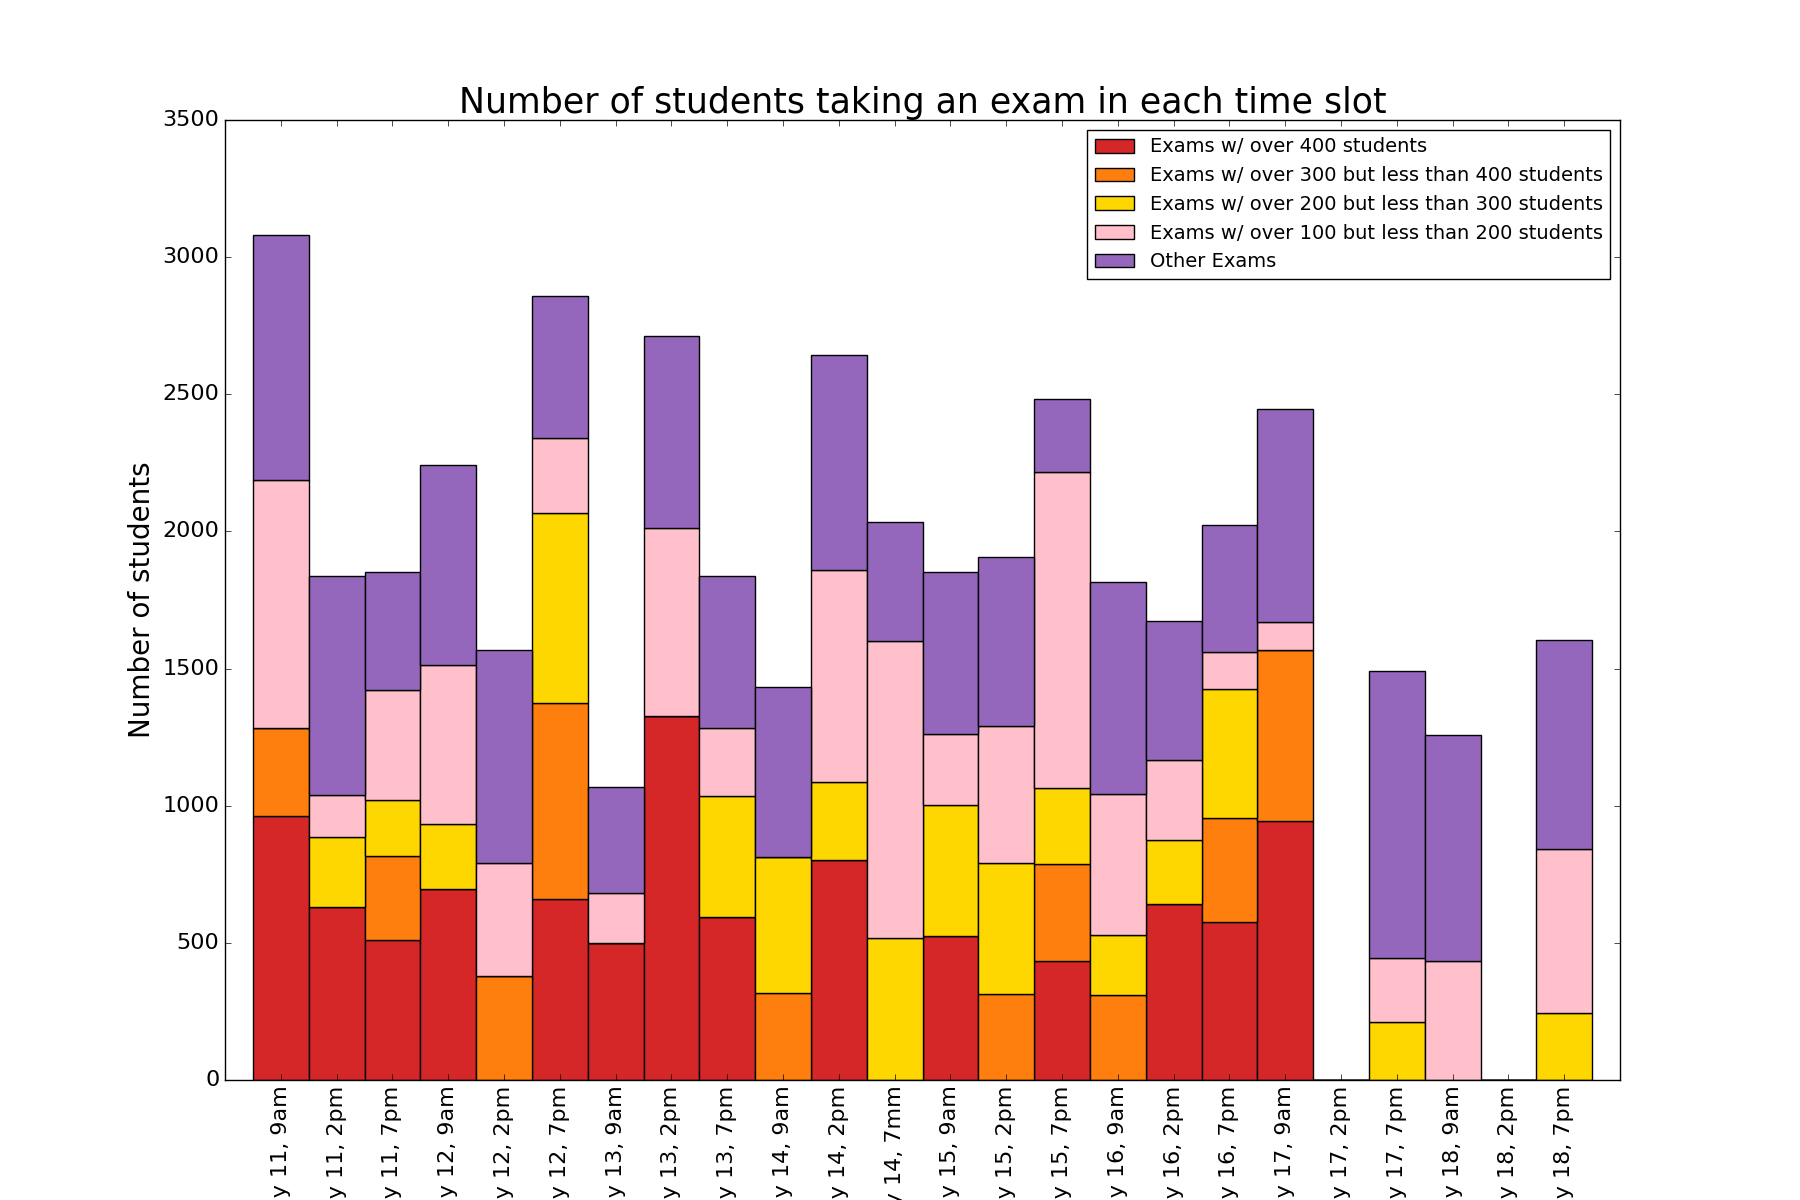 Number of students taking an exam in each time slot
Exams w/ over 400 students
Exams w/ over 300 but less than 400 students
Exams w/ over 200 but less than 300 students
Exams w/ over 100 but less than 200 students
Other Exams
Number of students
3500
3000
2500
2000
1500
1000
500
0
y 11, 9am
y 11, 2pm
y 11, 7pm
y 12, 9am
y 12, 2pm
y 12, 7pm
y 13, 9am
y 13, 2pm
y 13, 7pm
y 14, 9am
y 14, 2pm
y 14, 7mm
y 15, 9am
y 15, 2pm
y 15, 7pm
y 16, 9am
y 16, 2pm
y 16, 7pm
y 17, 9am
y 17, 2pm
y 17, 7pm
y 18, 9am
y 18, 2pm
y 18, 7pm